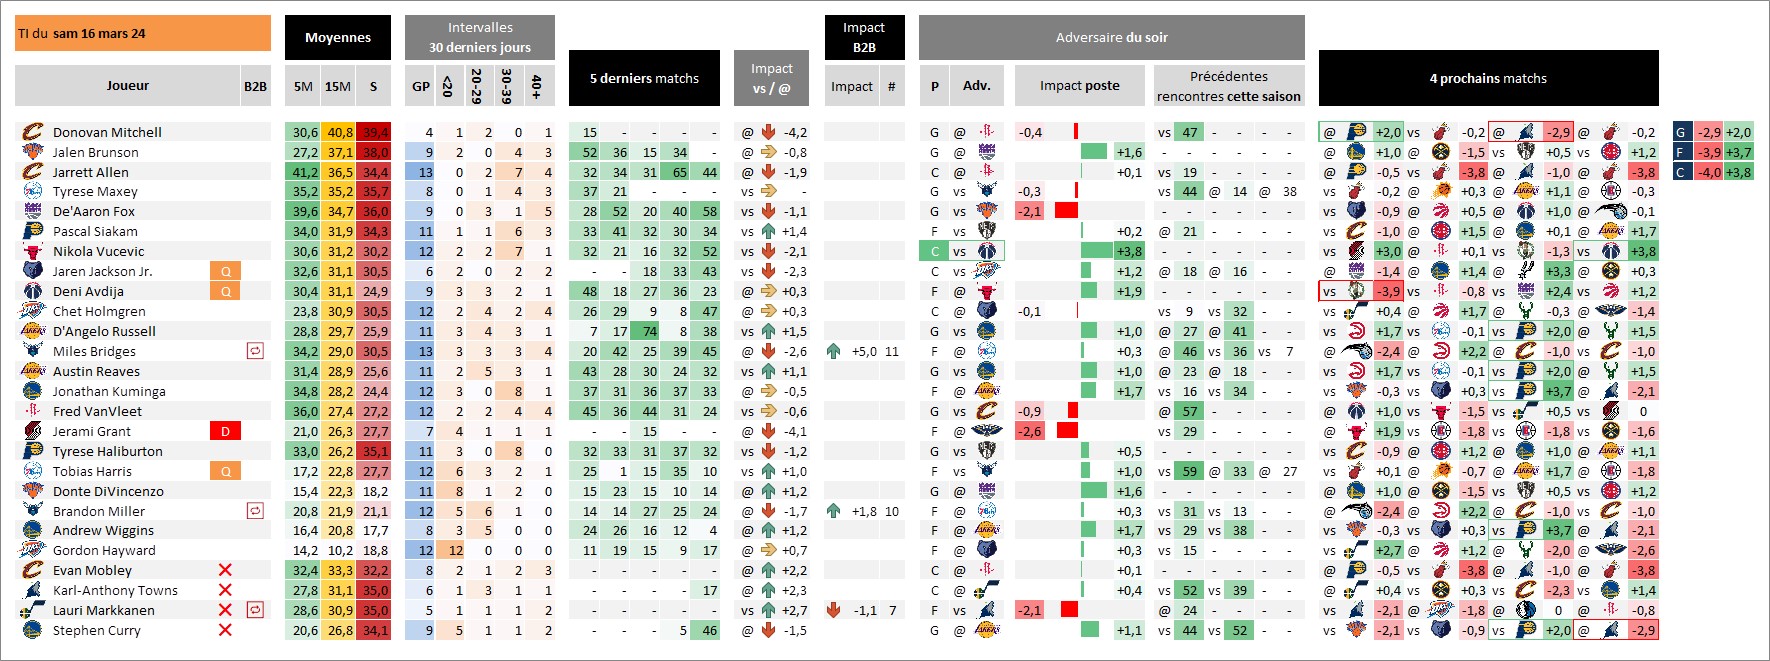 TI du sam 16 mars 24 Moyennes Intervalles 30 derniers jours 5 derniers matchs Impact vs / @ Impact B2B Adversaire du soir 4 prochains matchs
Joueur B2B 5M 15M S GP <20 20-29 30-39 40+ Impact # P Adv. Impact poste Précédentes rencontres cette saison
Donovan Mitchell 30,6 40,8 39,4 4 1 2 0 1 15 - - - - @ -4,2 G @ -0,4 vs 47 - - - - @ +2,0 vs -0,2 @ -2,9 @ -0,2 G -2,9 +2,0
Jalen Brunson 27,2 37,1 38,0 9 2 0 4 3 52 36 15 34 - @ -0,8 G @ +1,6 - - - - - - @ +1,0 @ -1,5 vs +0,5 vs +1,2 F -3,9 +3,7
Jarrett Allen 41,2 36,5 34,4 13 0 2 7 4 32 34 31 65 44 @ -1,9 C @ +0,1 vs 19 - - - - @ -0,5 vs -3,8 @ -1,0 @ -3,8 C -4,0 +3,8
Tyrese Maxey 35,2 35,2 35,7 8 0 1 4 3 37 21 - - - vs - G vs -0,3 vs 44 @ 14 @ 38 vs -0,2 @ +0,3 @ +1,1 @ -0,3
De'Aaron Fox 39,6 34,7 36,0 9 0 3 1 5 28 52 20 40 58 vs -1,1 G vs -2,1 - - - - - - vs -0,9 @ +0,5 @ +1,0 @ -0,1
Pascal Siakam 34,0 31,9 34,3 11 1 1 6 3 33 41 32 30 34 vs +1,4 F vs +0,2 @ 21 - - - - vs -1,0 @ +1,5 @ +0,1 @ +1,7
Nikola Vucevic 30,6 31,2 30,2 12 2 2 7 1 32 21 16 32 52 vs -2,1 C vs +3,8 - - - - - - vs +3,0 @ +0,1 vs -1,3 vs +3,8
Jaren Jackson Jr. Q 32,6 31,1 30,5 6 2 0 2 2 - - 18 33 43 vs -2,3 C vs +1,2 @ 18 @ 16 - - @ -1,4 @ +1,4 @ +3,3 @ +0,3
Deni Avdija Q 30,4 31,1 24,9 9 3 3 2 1 48 18 27 36 23 @ +0,3 F @ +1,9 - - - - - - vs -3,9 @ -0,8 vs +2,4 vs +1,2
Chet Holmgren 23,8 30,9 30,5 12 2 4 2 4 26 29 9 8 47 @ +0,3 C @ -0,1 vs 9 vs 32 - - vs +0,4 @ +1,7 @ -0,3 @ -1,4
D'Angelo Russell 28,8 29,7 25,9 11 3 4 3 1 7 17 74 8 38 vs +1,5 G vs +1,0 @ 27 @ 41 - - vs +1,7 vs -0,1 vs +2,0 @ +1,5
Miles Bridges 34,2 29,0 30,5 13 3 3 3 4 20 42 25 39 45 @ -2,6 +5,0 11 F @ +0,3 @ 46 vs 36 vs 7 @ -2,4 @ +2,2 @ -1,0 vs -1,0
Austin Reaves 31,4 28,9 25,6 11 2 5 3 1 43 28 30 24 32 vs +1,1 G vs +1,0 @ 23 @ 18 - - vs +1,7 vs -0,1 vs +2,0 @ +1,5
Jonathan Kuminga 34,8 28,2 24,4 12 3 0 8 1 37 31 36 37 33 @ -0,5 F @ +1,7 vs 16 vs 34 - - vs -0,3 vs +0,3 vs +3,7 @ -2,1
Fred VanVleet 36,0 27,4 27,2 12 2 2 4 4 45 36 44 31 24 vs -0,6 G vs -0,9 @ 57 - - - - @ +1,0 vs -1,5 vs +0,5 vs 0
Jerami Grant D 21,0 26,3 27,7 7 4 1 1 1 - - 15 - - @ -4,1 F @ -2,6 vs 29 - - - - @ +1,9 vs -1,8 vs -1,8 vs -1,6
Tyrese Haliburton 33,0 26,2 35,1 11 3 0 8 0 32 33 31 37 32 vs -1,2 G vs +0,5 - - - - - - vs -0,9 @ +1,2 @ +1,0 @ +1,1
Tobias Harris Q 17,2 22,8 27,7 12 6 3 2 1 25 1 15 35 10 vs +1,0 F vs +1,0 vs 59 @ 33 @ 27 vs +0,1 @ -0,7 @ +1,7 @ -1,8
Donte DiVincenzo 15,4 22,3 18,2 11 8 1 2 0 15 23 15 10 14 @ +1,2 G @ +1,6 - - - - - - @ +1,0 @ -1,5 vs +0,5 vs +1,2
Brandon Miller 20,8 21,9 21,1 12 5 6 1 0 14 14 27 25 24 @ -1,7 +1,8 10 F @ +0,3 vs 31 vs 13 - - @ -2,4 @ +2,2 @ -1,0 vs -1,0
Andrew Wiggins 16,4 20,8 17,7 8 3 5 0 0 24 26 16 12 4 @ +1,2 F @ +1,7 vs 29 vs 38 - - vs -0,3 vs +0,3 vs +3,7 @ -2,1
Gordon Hayward 14,2 10,2 18,8 12 12 0 0 0 11 19 15 9 17 @ +0,7 F @ +0,3 vs 15 - - - - vs +2,7 @ +1,2 @ -2,0 @ -2,6
Evan Mobley 32,4 33,3 32,2 8 2 1 2 3 - - - - - @ +2,2 C @ +0,1 - - - - - - @ -0,5 vs -3,8 @ -1,0 @ -3,8
Karl-Anthony Towns 27,8 31,1 35,0 6 1 3 1 1 - - - - 17 @ +2,3 C @ +0,4 vs 52 vs 39 - - @ +0,4 vs +0,3 vs -2,3 vs +1,4
Lauri Markkanen 28,6 30,9 35,0 5 1 1 1 2 - - - - - vs +2,7 -1,1 7 F vs -2,1 @ 24 - - - - vs -2,1 @ -1,8 @ 0 @ -0,8
Stephen Curry 20,6 26,8 34,1 9 5 1 1 2 - - - 5 46 @ -1,5 G @ +1,1 vs 44 vs 52 - - vs -2,1 vs -0,9 vs +2,0 @ -2,9